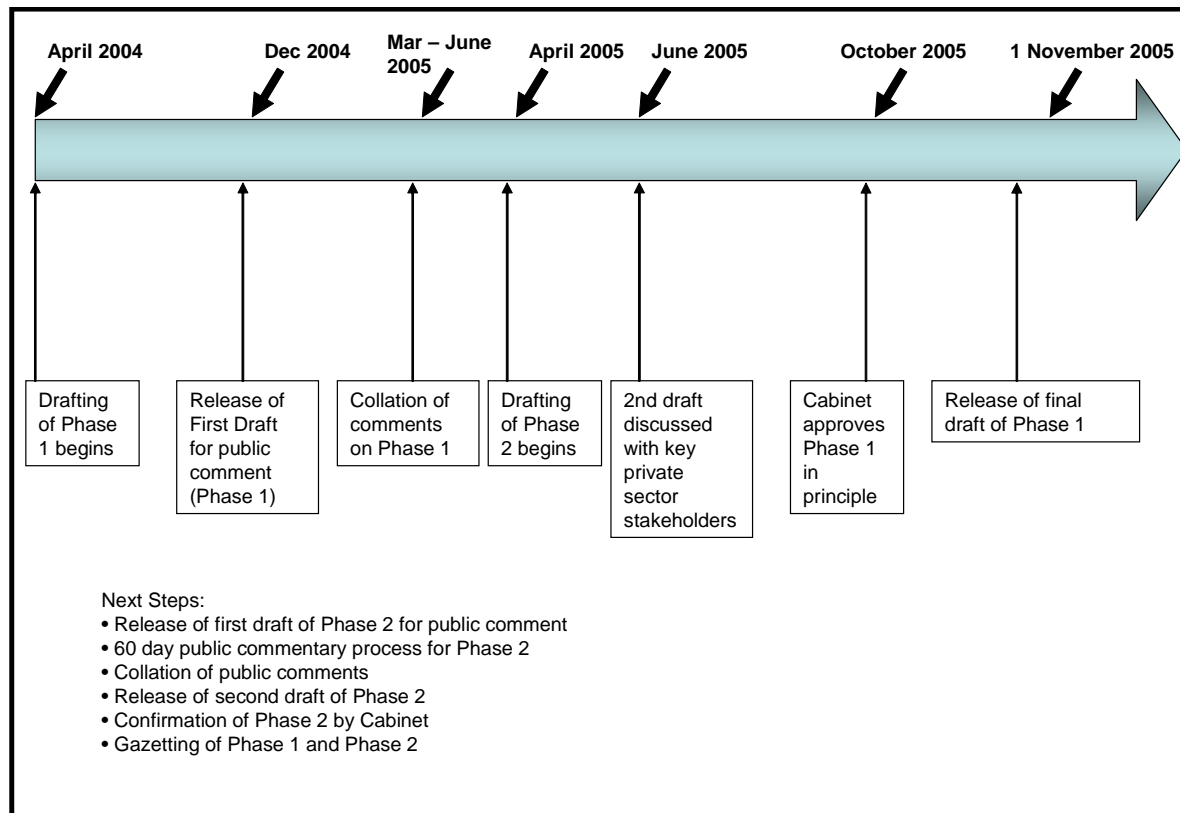 April 2004
Dec 2004
Mar – June
2005
April 2005
June 2005
October 2005
1 November 2005
Drafting
of Phase
1 begins
Release of
First Draft
for public
comment
(Phase 1)
Collation of
comments
on Phase 1
Drafting
of Phase
2 begins
2nd draft
discussed
with key
private
sector
stakeholders
Cabinet
approves
Phase 1
in
principle
Release of final
draft of Phase 1
Next Steps:
• Release of first draft of Phase 2 for public comment
• 60 day public commentary process for Phase 2
• Collation of public comments
• Release of second draft of Phase 2
• Confirmation of Phase 2 by Cabinet
• Gazetting of Phase 1 and Phase 2